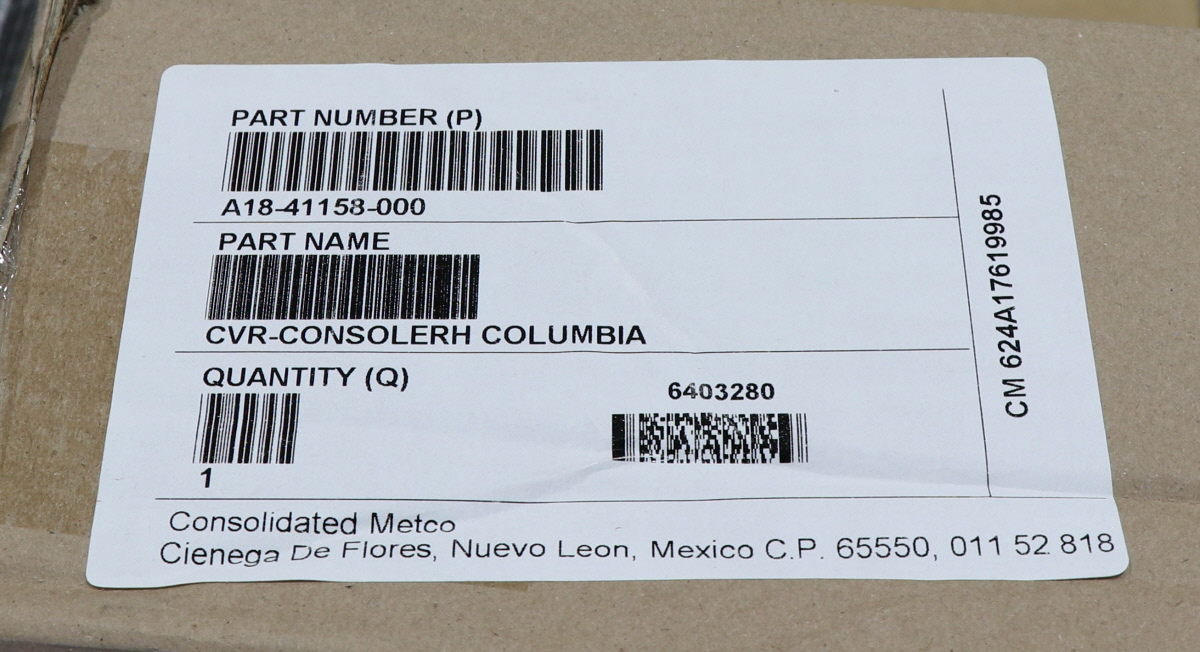 PART NUMBER (P)
A18-41158-000
PART NAME
CVR-CONSOLERH COLUMBIA
QUANTITY (Q)
1
6403280
CM 624A17619985
Consolidated Metco
Cienega De Flores, Nuevo Leon, Mexico C.P. 65550, 011 52 818